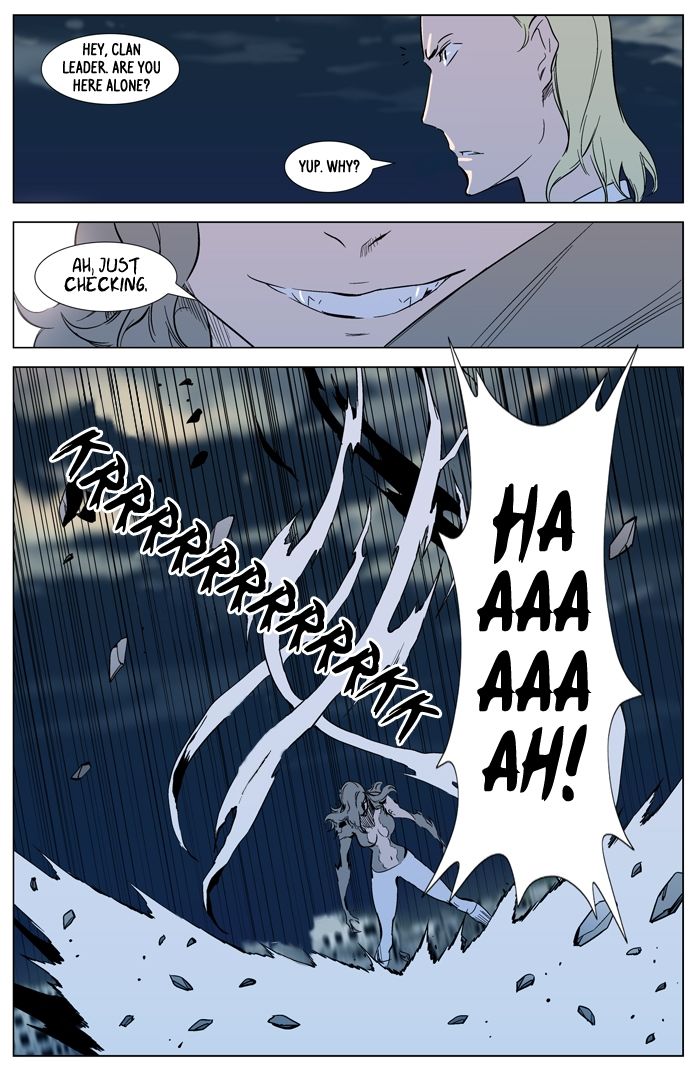 HEY, CLAN
LEADER. ARE YOU
HERE ALONE?
YUP. WHY?
AH, JUST
CHECKING.
KRRRRRRRRRRRKK
HA
AAA
AAA
AH!